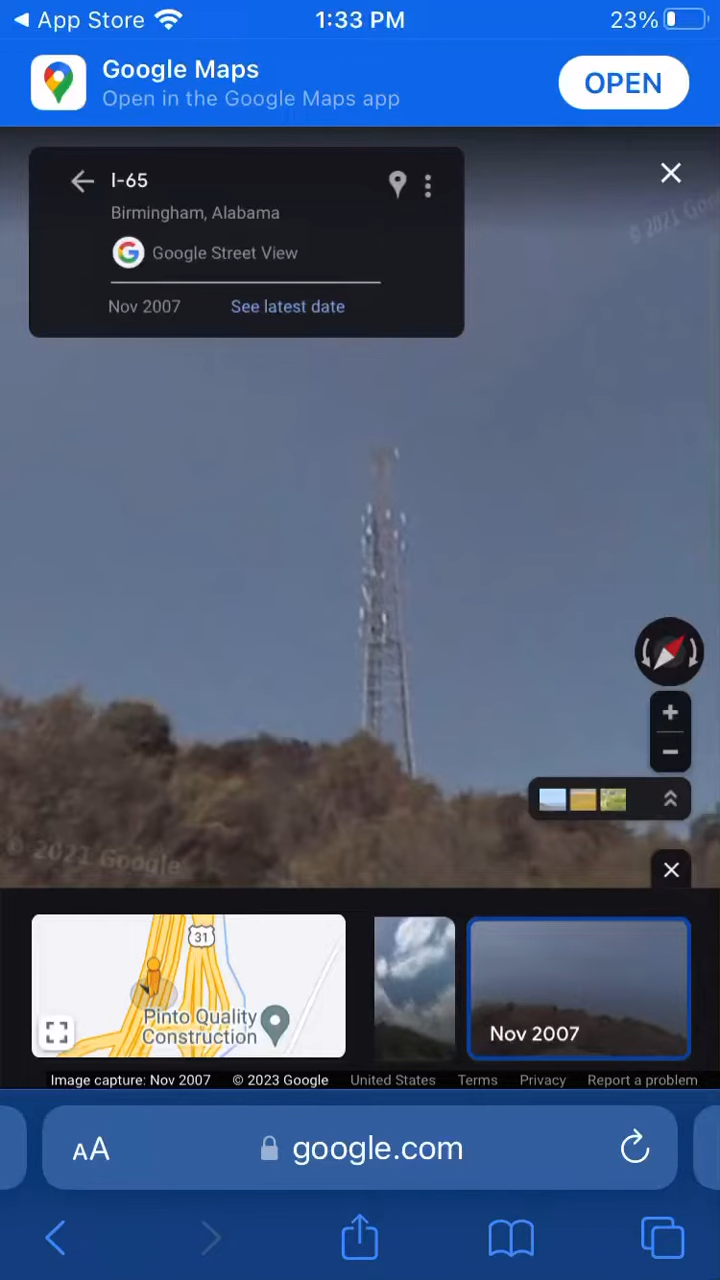 App Store
1:33 PM
23%
Google Maps
Open in the Google Maps app
OPEN
I-65
Birmingham, Alabama
Google Street View
Nov 2007
See latest date
© 2021 Goo
© 2021 Google
31
Pinto Quality
Construction
Nov 2007
Image capture: Nov 2007
© 2023 Google
United States
Terms
Privacy
Report a problem
AA
google.com